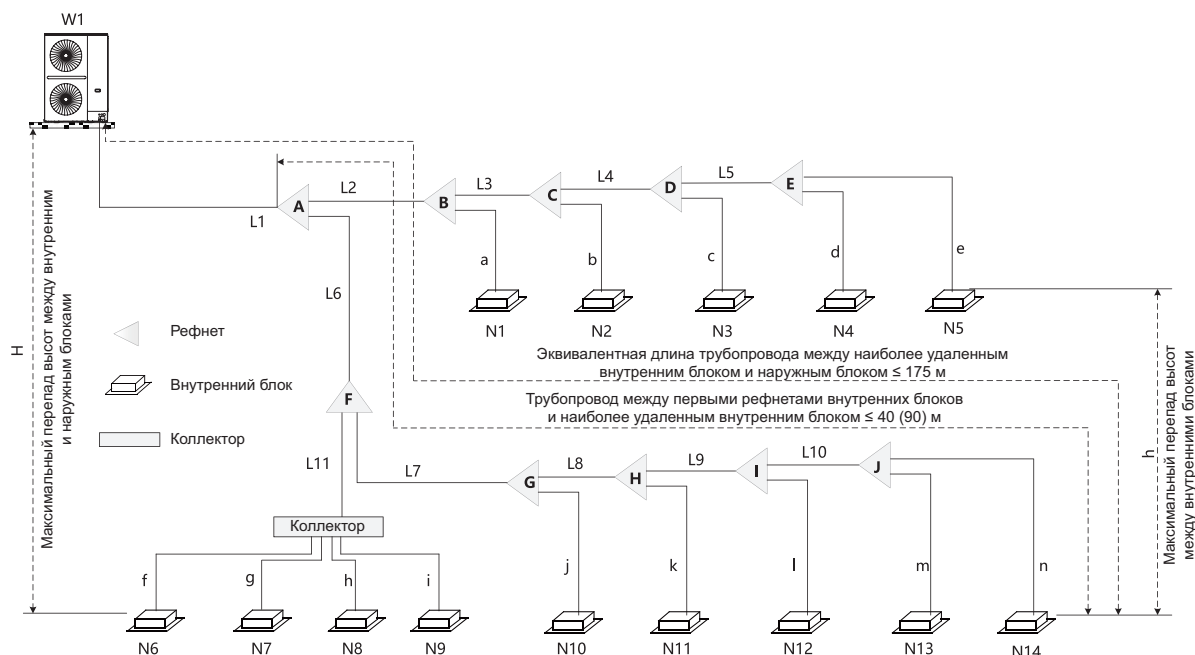 W1
L1
A
L2
B
L3
C
L4
D
L5
E
a
b
c
d
e
N1
N2
N3
N4
N5
L6
H
Максимальный перепад высот между внутренним
и наружным блоками
Рефнет
Внутренний блок
Коллектор
Эквивалентная длина трубопровода между наиболее удаленным
внутренним блоком и наружным блоком ≤ 175 м
Трубопровод между первыми рефнетами внутренних блоков
и наиболее удаленным внутренним блоком ≤ 40 (90) м
h
Максимальный перепад высот
между внутренними блоками
F
L11
L7
G
L8
H
L9
I
L10
J
Коллектор
f
g
h
i
j
k
l
m
n
N6
N7
N8
N9
N10
N11
N12
N13
N14